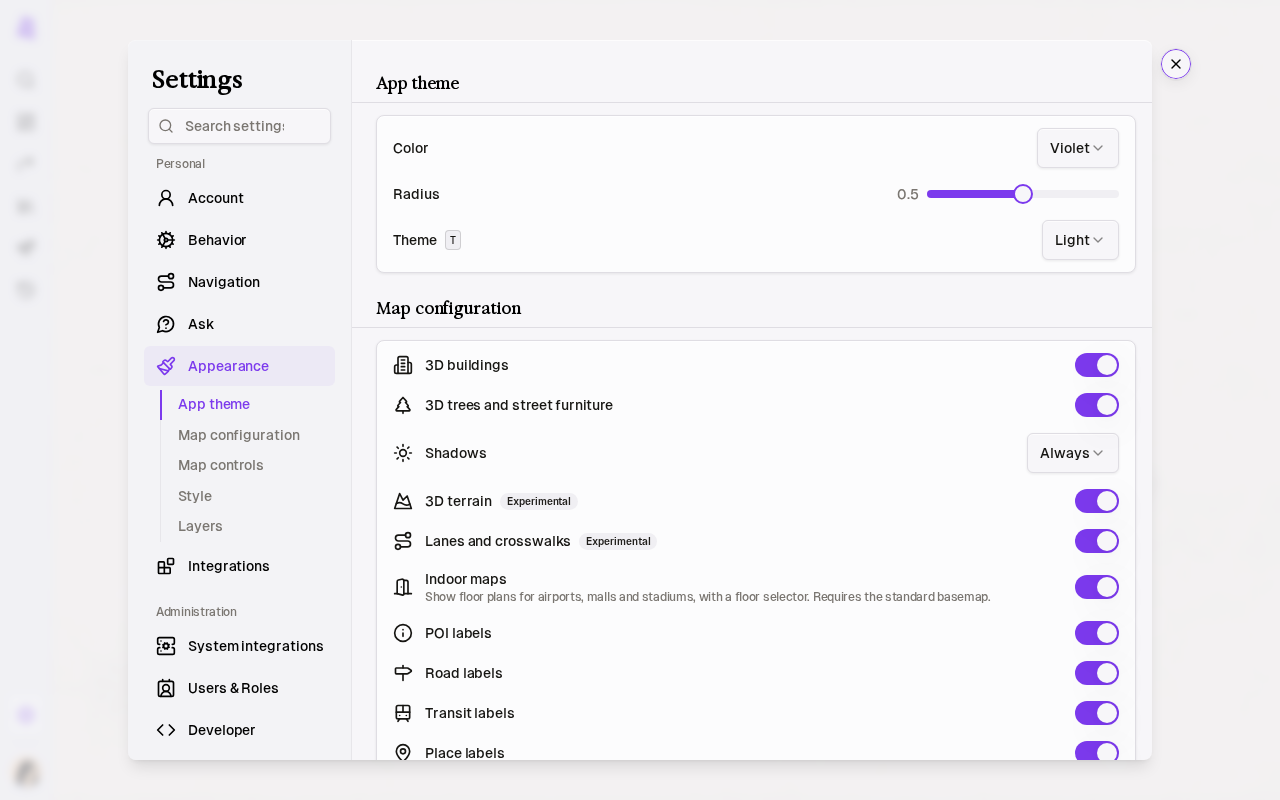 Settings
Search settings
Personal
Account
Behavior
Navigation
Ask
Appearance
App theme
Map configuration
Map controls
Style
Layers
Integrations
Administration
System integrations
Users & Roles
Developer
App theme
Color
Violet
Radius
0.5
Theme T
Light
Map configuration
3D buildings
3D trees and street furniture
Shadows
Always
3D terrain Experimental
Lanes and crosswalks Experimental
Indoor maps
Show floor plans for airports, malls and stadiums, with a floor selector. Requires the standard basemap.
POI labels
Road labels
Transit labels
Place labels